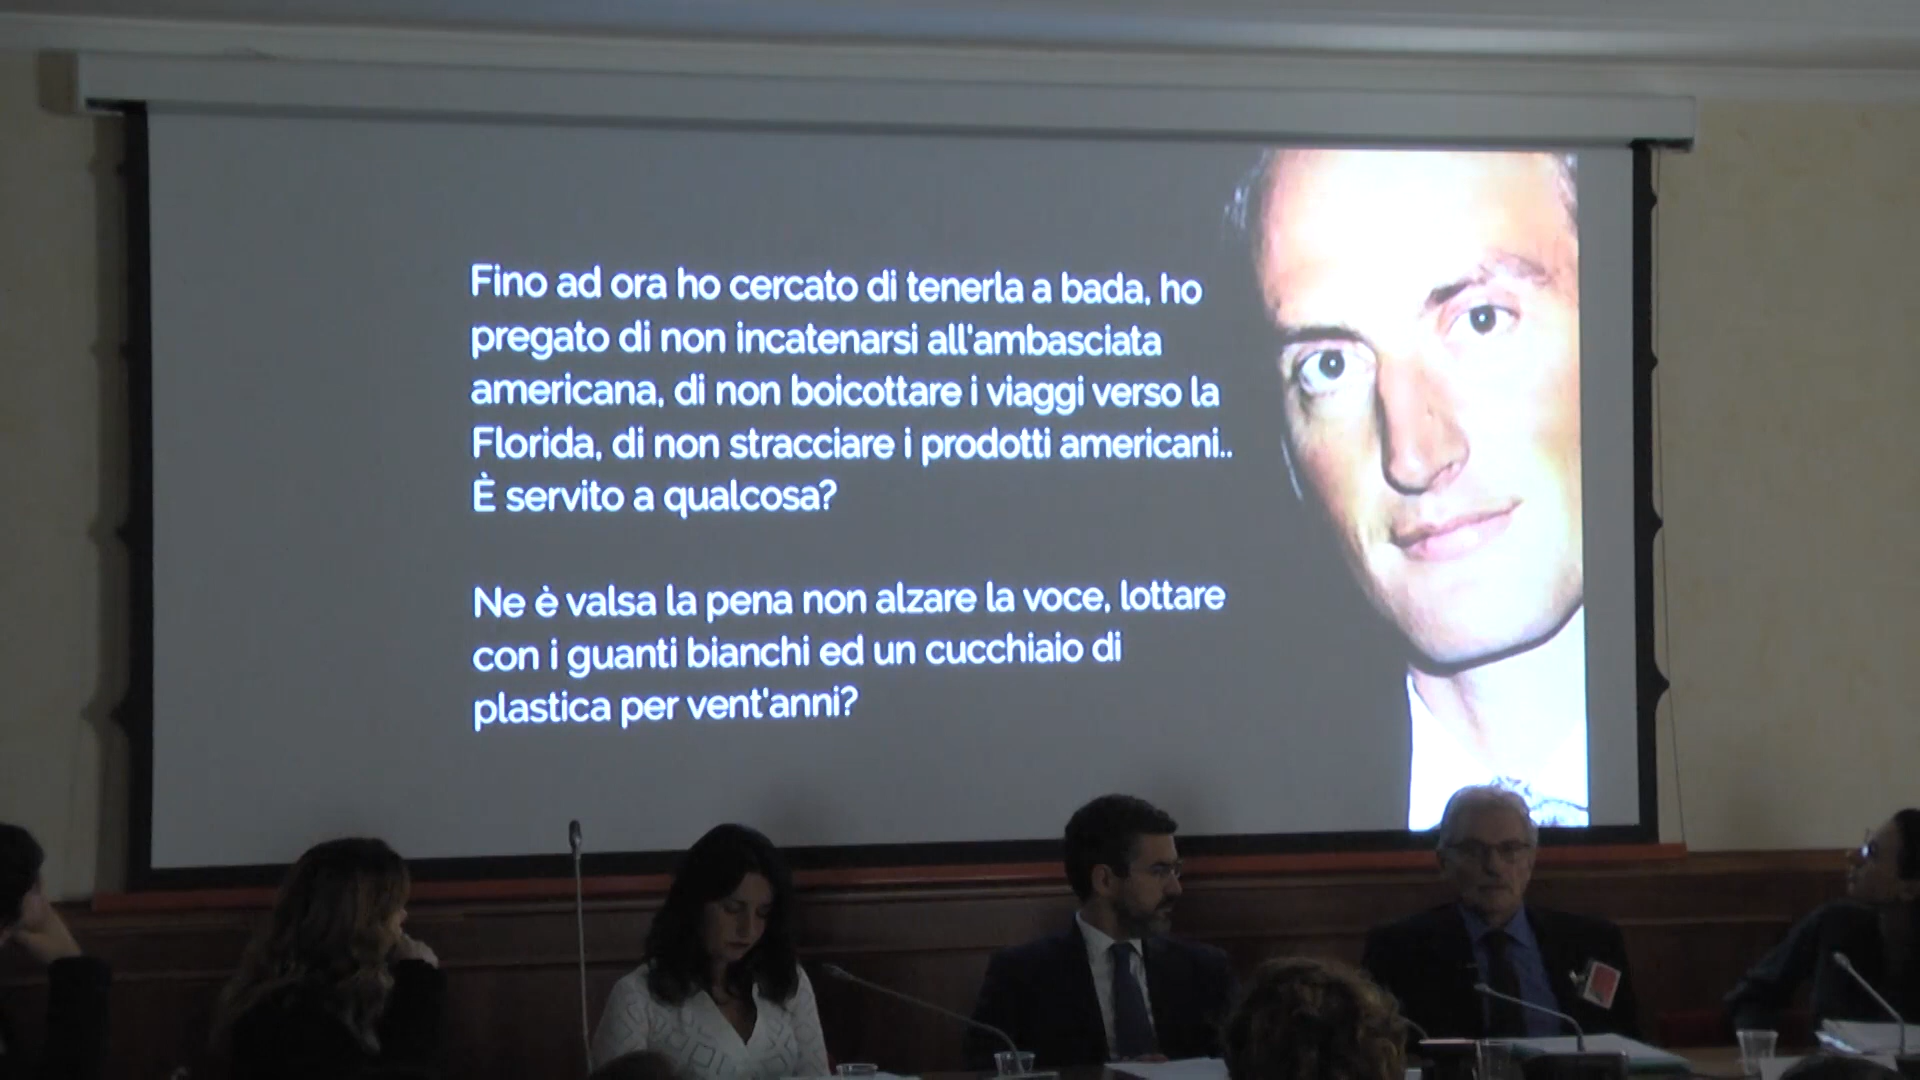 Fino ad ora ho cercato di tenerla a bada, ho
pregato di non incatenarsi all'ambasciata
americana, di non boicottare i viaggi verso la
Florida, di non stracciare i prodotti americani..
È servito a qualcosa?
Ne è valsa la pena non alzare la voce, lottare
con i guanti bianchi ed un cucchiaio di
plastica per vent'anni?